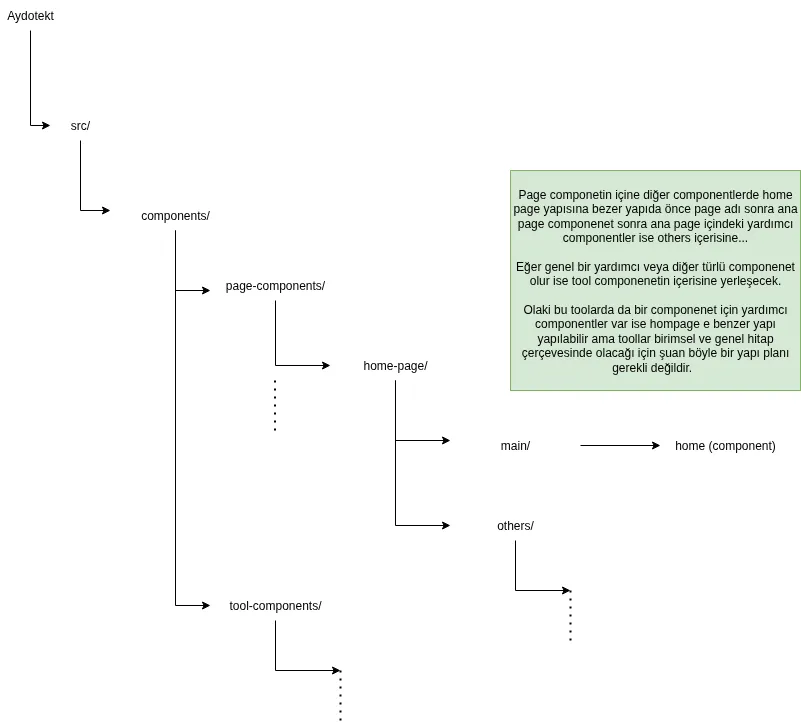 Aydotekt
src/
components/
page-components/
home-page/
Page componetin içine diğer componentlerde home
page yapısına bezer yapıda önce page adı sonra ana
page componenet sonra ana page içindeki yardımcı
componentler ise others içerisine...
Eğer genel bir yardımcı veya diğer türlü componenet
olur ise tool componenetin içerisine yerleşecek.
Olaki bu toolarda da bir componenet için yardımcı
componentler var ise hompage e benzer yapı
yapılabilir ama toollar birimsel ve genel hitap
çerçevesinde olacağı için şuan böyle bir yapı planı
gerekli değildir.
main/
home (component)
others/
tool-components/